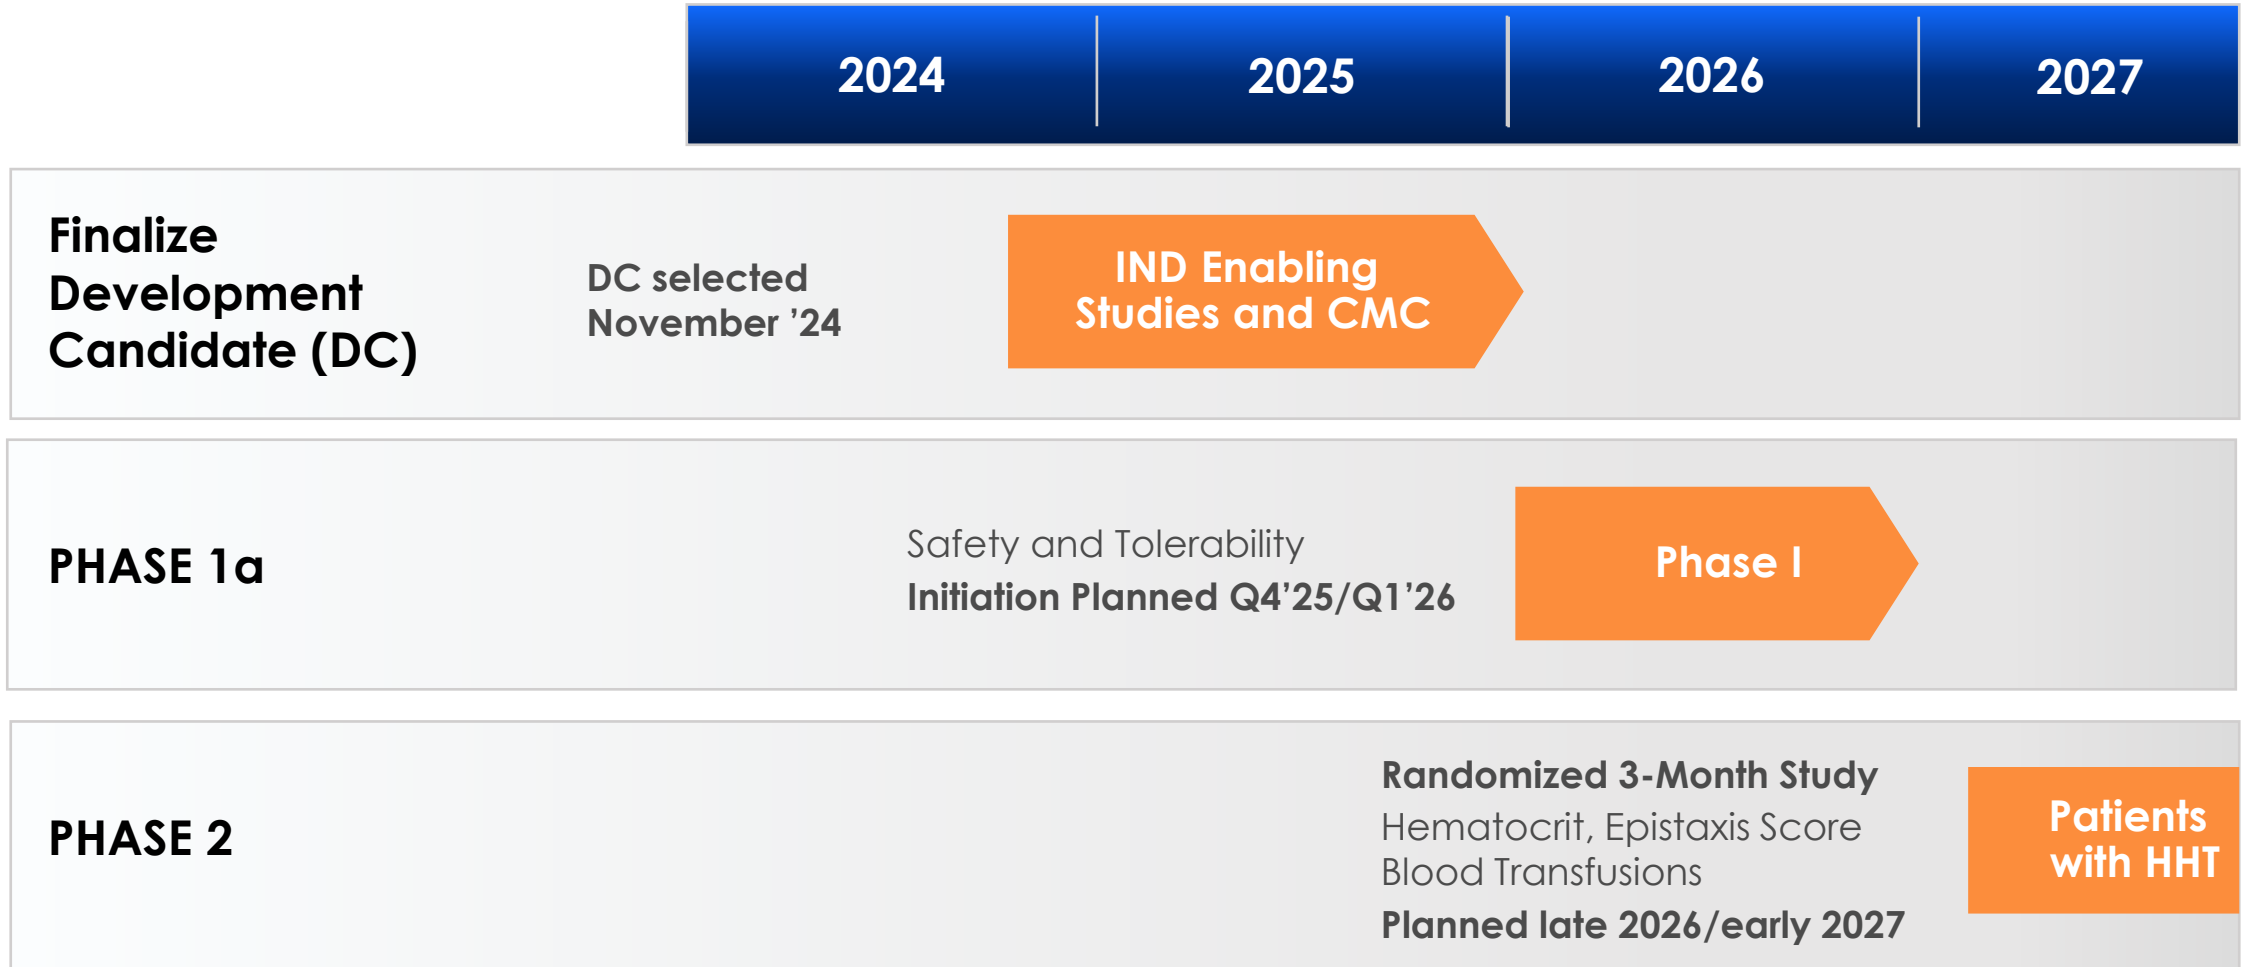 2024
2025
2026
2027
Finalize
Development
Candidate (DC)
DC selected
November ’24
IND Enabling
Studies and CMC
PHASE 1a
Safety and Tolerability
Initiation Planned Q4’25/Q1’26
Phase I
PHASE 2
Randomized 3-Month Study
Hematocrit, Epistaxis Score
Blood Transfusions
Planned late 2026/early 2027
Patients
with HHT